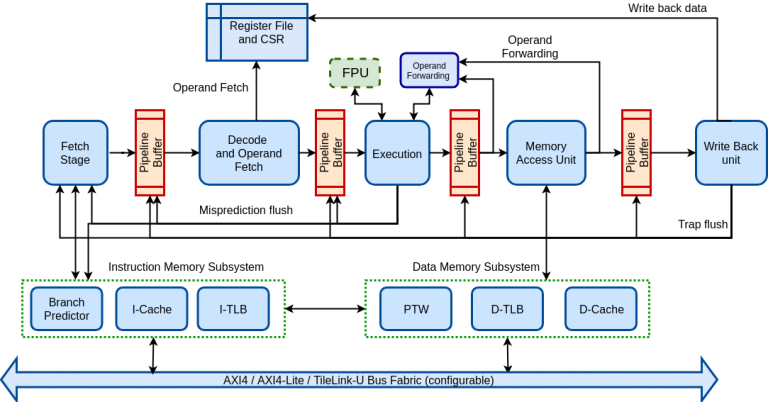 Write back data
Register File
and CSR
Operand
Forwarding
FPU
Operand
Forwarding
Operand Fetch
Fetch
Stage
Pipeline
Buffer
Decode
and Operand
Fetch
Pipeline
Buffer
Execution
Pipeline
Buffer
Memory
Access Unit
Pipeline
Buffer
Write Back
unit
Misprediction flush
Trap flush
Instruction Memory Subsystem
Data Memory Subsystem
Branch
Predictor
I-Cache
I-TLB
PTW
D-TLB
D-Cache
AXI4 / AXI4-Lite / TileLink-U Bus Fabric (configurable)